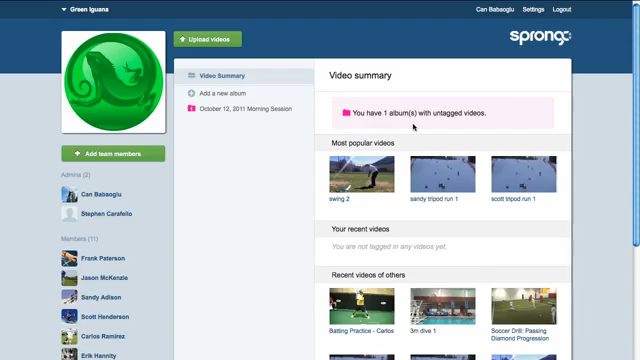 Green Iguana
Can Babaoglu Settings Logout
Upload videos
sprongo
Video Summary
Add a new album
October 12, 2011 Morning Session
Add team members
Admins (2)
Can Babaoglu
Stephen Carafello
Members (11)
Frank Paterson
Jason McKenzie
Sandy Adison
Scott Henderson
Carlos Ramirez
Erik Hannity
Video summary
You have 1 album(s) with untagged videos.
Most popular videos
swing 2
sandy tripod run 1
scott tripod run 1
Your recent videos
You are not tagged in any videos yet.
Recent videos of others
Batting Practice - Carlos
3m dive 1
Soccer Drill: Passing
Diamond Progression